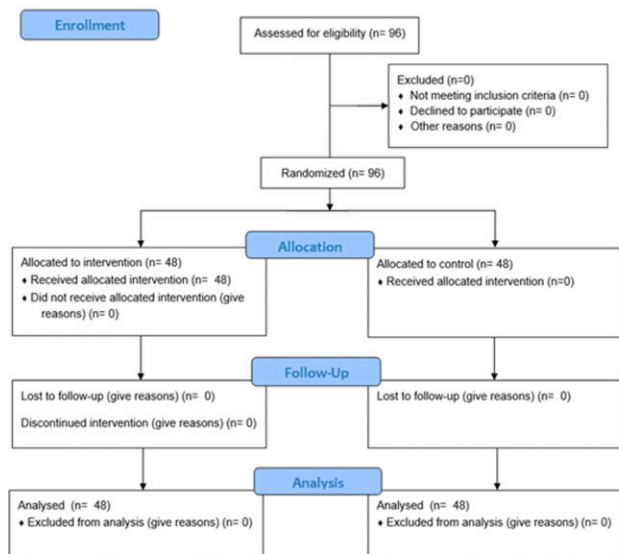 Enrollment
Assessed for eligibility (n= 96)
Excluded (n=0)
♦ Not meeting inclusion criteria (n= 0)
♦ Declined to participate (n= 0)
♦ Other reasons (n= 0)
Randomized (n= 96)
Allocation
Allocated to intervention (n= 48)
♦ Received allocated intervention (n= 48)
♦ Did not receive allocated intervention (give
reasons) (n= 0)
Allocated to control (n= 48)
♦ Received allocated intervention (n=0)
Follow-Up
Lost to follow-up (give reasons) (n= 0)
Discontinued intervention (give reasons) (n= 0)
Lost to follow-up (give reasons) (n= 0)
Analysis
Analysed (n= 48)
♦ Excluded from analysis (give reasons) (n= 0)
Analysed (n= 48)
♦ Excluded from analysis (give reasons) (n= 0)